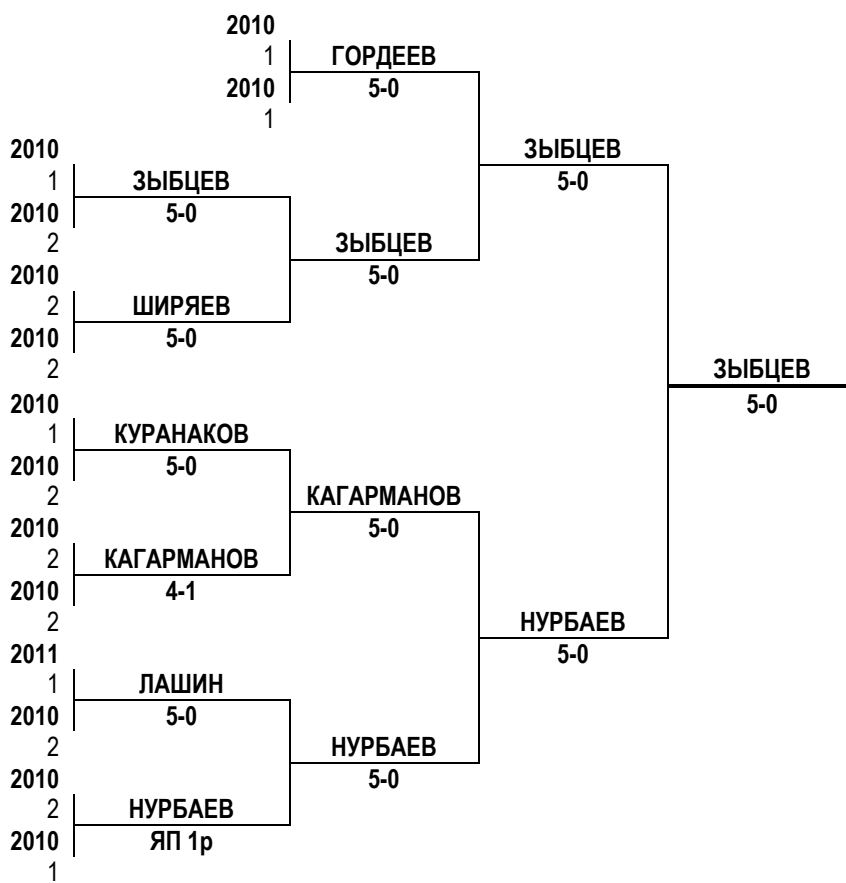 2010
1
ГОРДЕЕВ
2010
5-0
1
2010
ЗЫБЦЕВ
1
ЗЫБЦЕВ
5-0
2010
5-0
2
ЗЫБЦЕВ
2010
5-0
2
ШИРЯЕВ
2010
5-0
2
ЗЫБЦЕВ
2010
5-0
1
КУРАНАКОВ
2010
5-0
2
КАГАРМАНОВ
2010
5-0
2
КАГАРМАНОВ
2010
4-1
2
НУРБАЕВ
2011
5-0
1
ЛАШИН
2010
5-0
2
НУРБАЕВ
2010
5-0
2
НУРБАЕВ
2010
ЯП 1р
1